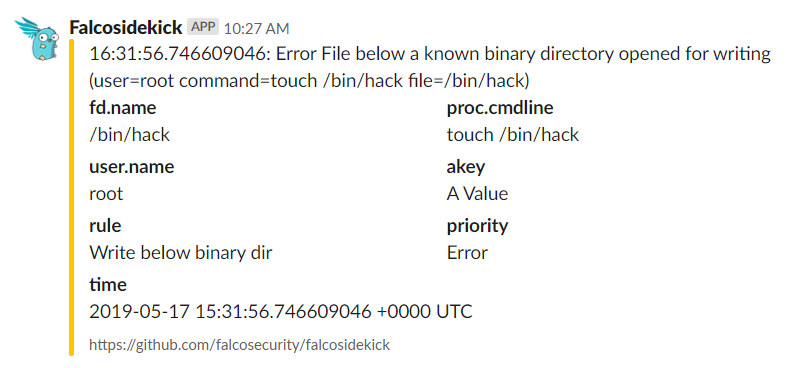 Falcosidekick APP 10:27 AM
16:31:56.746609046: Error File below a known binary directory opened for writing
(user=root command=touch /bin/hack file=/bin/hack)
fd.name proc.cmdline
/bin/hack touch /bin/hack
user.name akey
root A Value
rule priority
Write below binary dir Error
time
2019-05-17 15:31:56.746609046 +0000 UTC
https://github.com/falcosecurity/falcosidekick